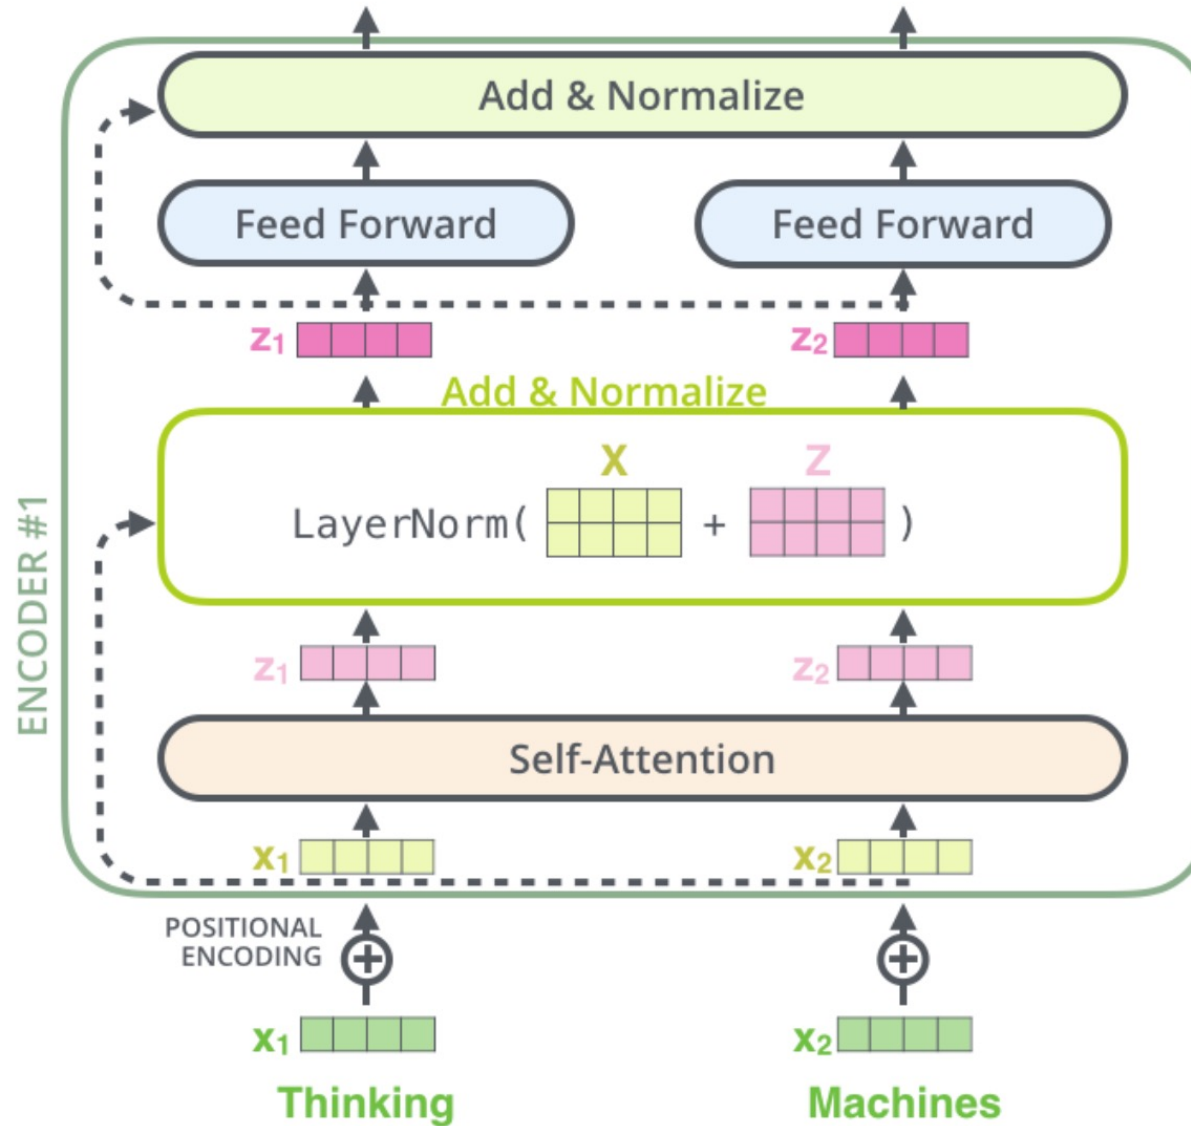 Add & Normalize
Feed Forward
Feed Forward
z1
z2
Add & Normalize
X
Z
LayerNorm(
+
)
ENCODER #1
z1
z2
Self-Attention
x1
x2
POSITIONAL
ENCODING
x1
x2
Thinking
Machines